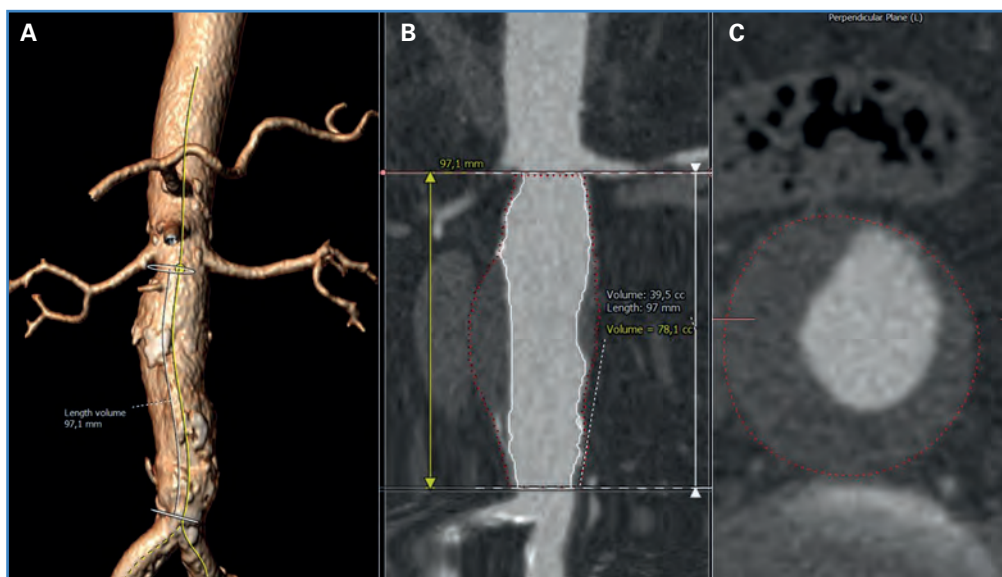 A
Length volume
97,1 mm
B
97,1 mm
Volume: 39,5 cc
Length: 97 mm
Volume = 78,1 cc
C
Perpendicular Plane (L)